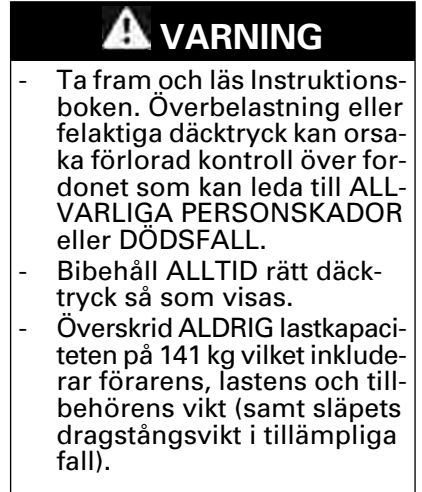 VARNING
- Ta fram och läs Instruktions-
boken. Överbelastning eller
felaktiga däcktryck kan orsa-
ka förlorad kontroll över for-
donet som kan leda till ALL-
VARLIGA PERSONSKADOR
eller DÖDSFALL.
- Bibehåll ALLTID rätt däck-
tryck så som visas.
- Överskrid ALDRIG lastkapaci-
teten på 141 kg vilket inklude-
rar förarens, lastens och till-
behörens vikt (samt släpets
dragstångsvikt i tillämpliga
fall).